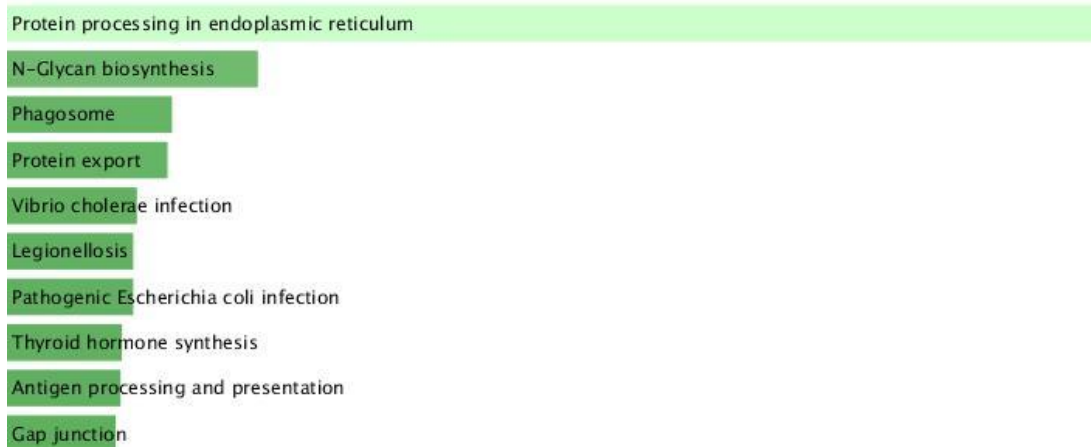 Protein processing in endoplasmic reticulum
N-Glycan biosynthesis
Phagosome
Protein export
Vibrio cholerae infection
Legionellosis
Pathogenic Escherichia coli infection
Thyroid hormone synthesis
Antigen processing and presentation
Gap junction